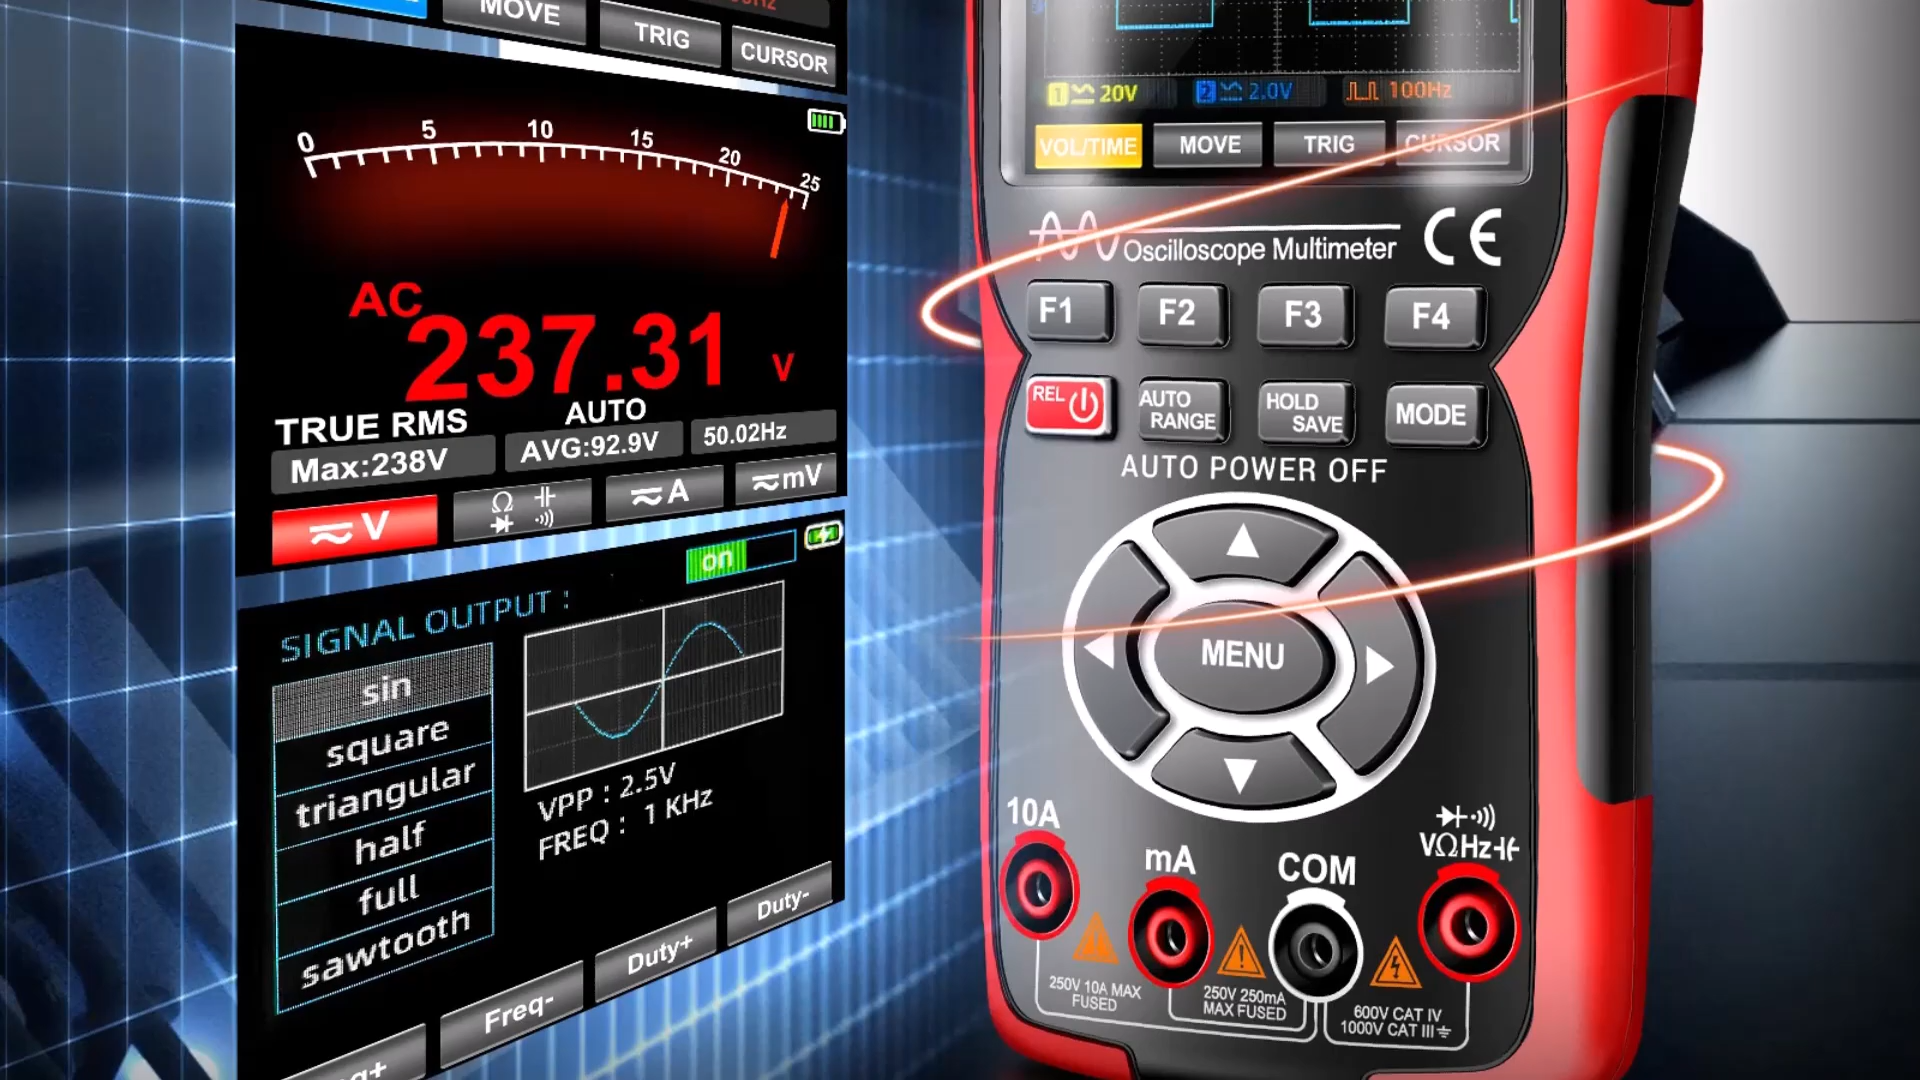 MOVE
TRIG
CURSOR
0 5 10 15 20 25
AC
237.31 V
TRUE RMS
AUTO
Max:238V
AVG:92.9V
50.02Hz
V
Ω
A
mV
on
SIGNAL OUTPUT :
sin
square
triangular
half
full
sawtooth
VPP : 2.5V
FREQ : 1 KHz
Freq-
Duty+
Duty-
1 20V
2 2.0V
100Hz
VOL/TIME
MOVE
TRIG
CURSOR
Oscilloscope Multimeter
CE
F1
F2
F3
F4
REL
AUTO
RANGE
HOLD
SAVE
MODE
AUTO POWER OFF
MENU
10A
mA
COM
VΩHz
250V 10A MAX
FUSED
250V 250mA
MAX FUSED
600V CAT IV
1000V CAT III